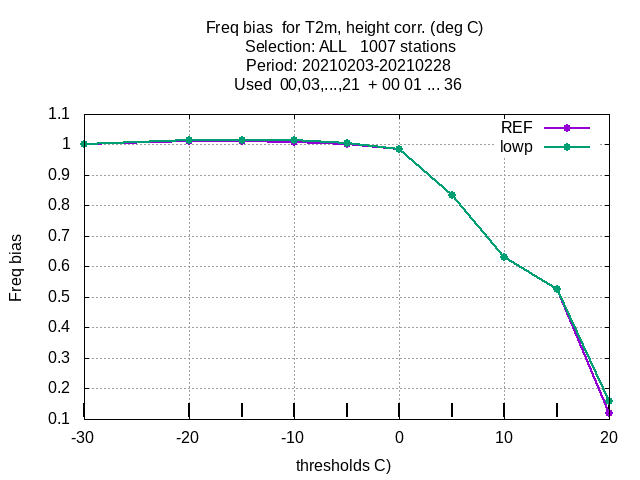 Freq bias  for T2m, height corr. (deg C)
Selection: ALL   1007 stations
Period: 20210203-20210228
Used  00,03,...,21  + 00 01 ... 36
REF
lowp
1.1
1
0.9
0.8
0.7
0.6
0.5
0.4
0.3
0.2
0.1
Freq bias
-30 -20 -10 0 10 20
thresholds C)